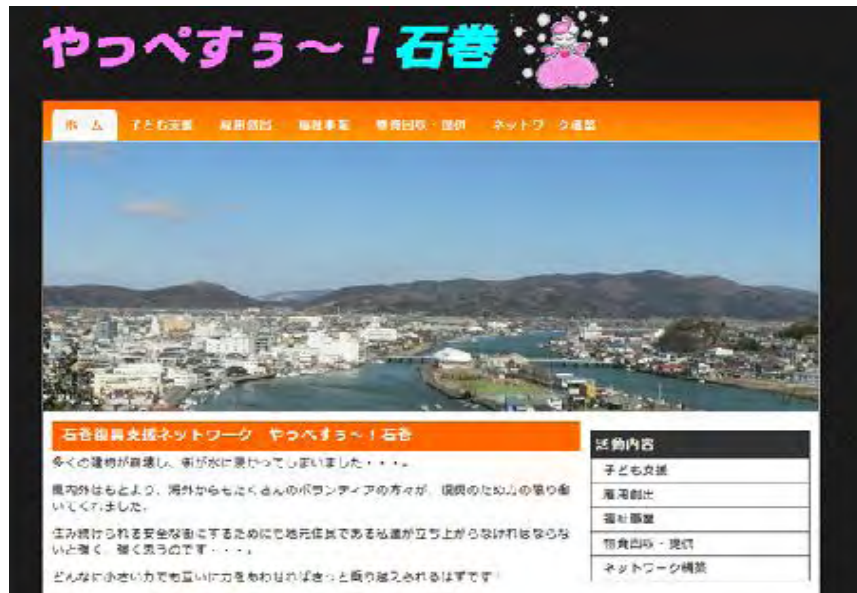 やっぺすぅ～！石巻
ホーム 子ども支援 雇用創出 福祉事業 物資回収・提供 ネットワーク構築
石巻復興支援ネットワーク やっぺすぅ～！石巻
多くの建物が崩壊し、街が水に浸かってしまいました・・・。
県内外はもとより、海外からもたくさんのボランティアの方々が、復興のために力の限り働
いてくれました。
住み続けられる安全な街にするためにも地元住民である私達が立ち上がらなければならな
いと強く、強く思うのです・・・。
どんなに小さい力でも互いに力をあわせればきっと乗り越えられるはずです
活動内容
子ども支援
雇用創出
福祉事業
物資回収・提供
ネットワーク構築